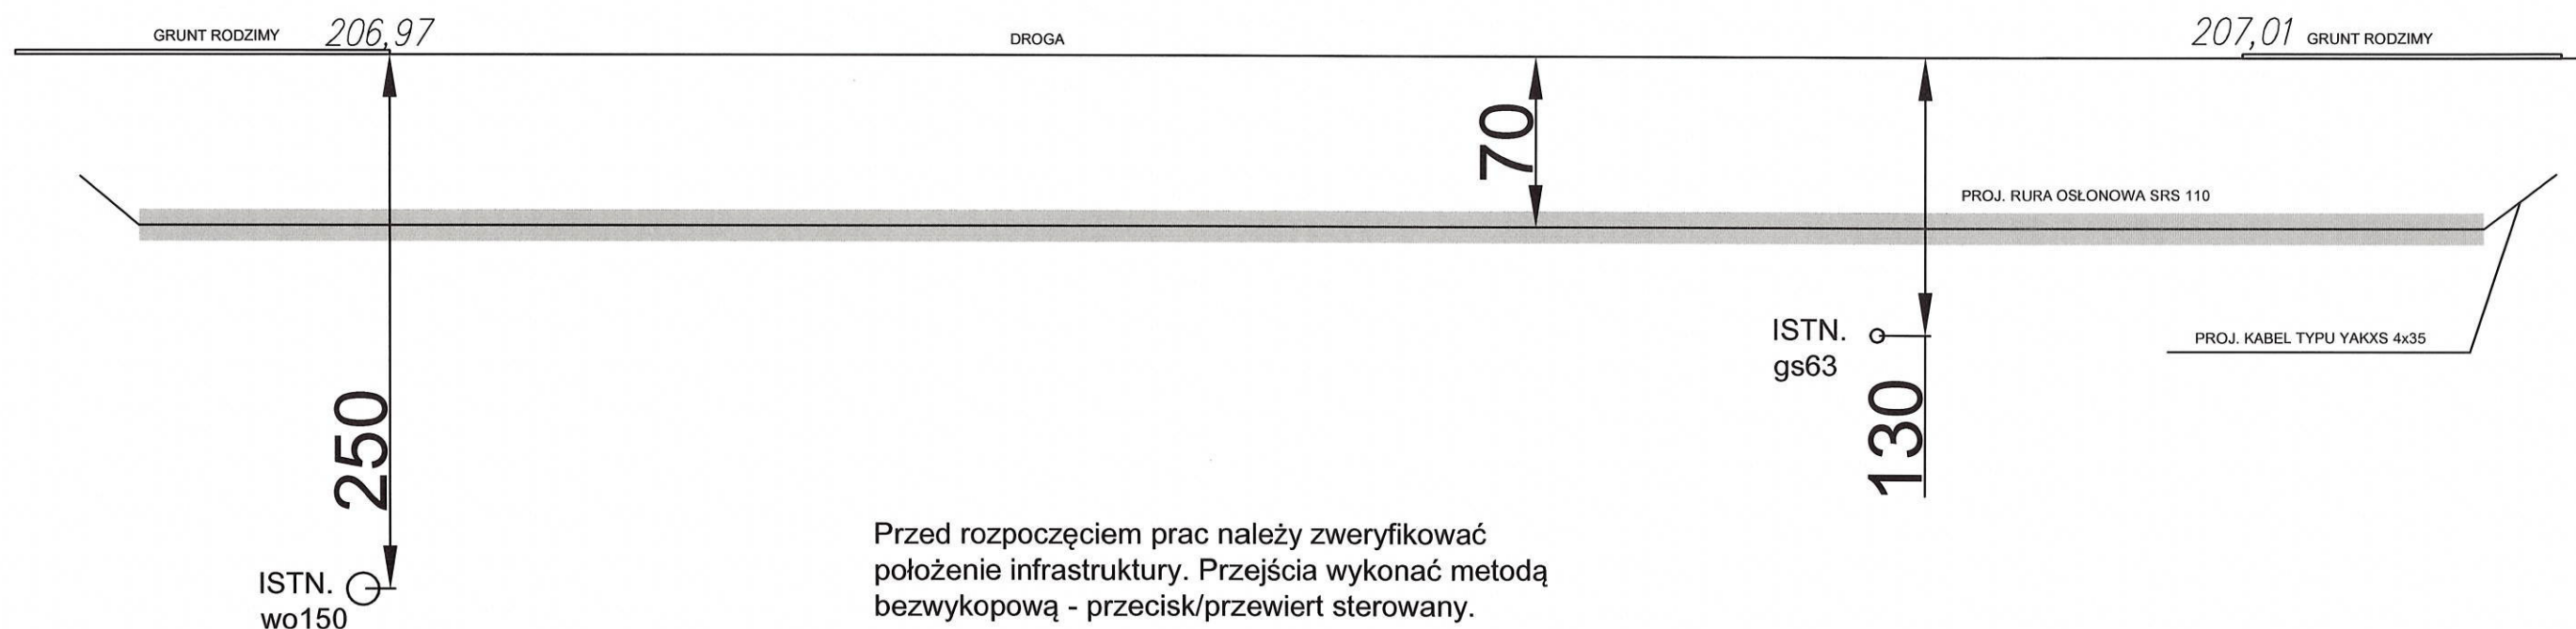 GRUNT RODZIMY
206,97
DROGA
207,01
GRUNT RODZIMY
70
PROJ. RURA OSŁONOWA SRS 110
ISTN.
gs63
PROJ. KABEL TYPU YAKXS 4x35
250
130
Przed rozpoczęciem prac należy zweryfikować
położenie infrastruktury. Przejścia wykonać metodą
bezwykopową - przecisk/przewiert sterowany.
ISTN.
wo150